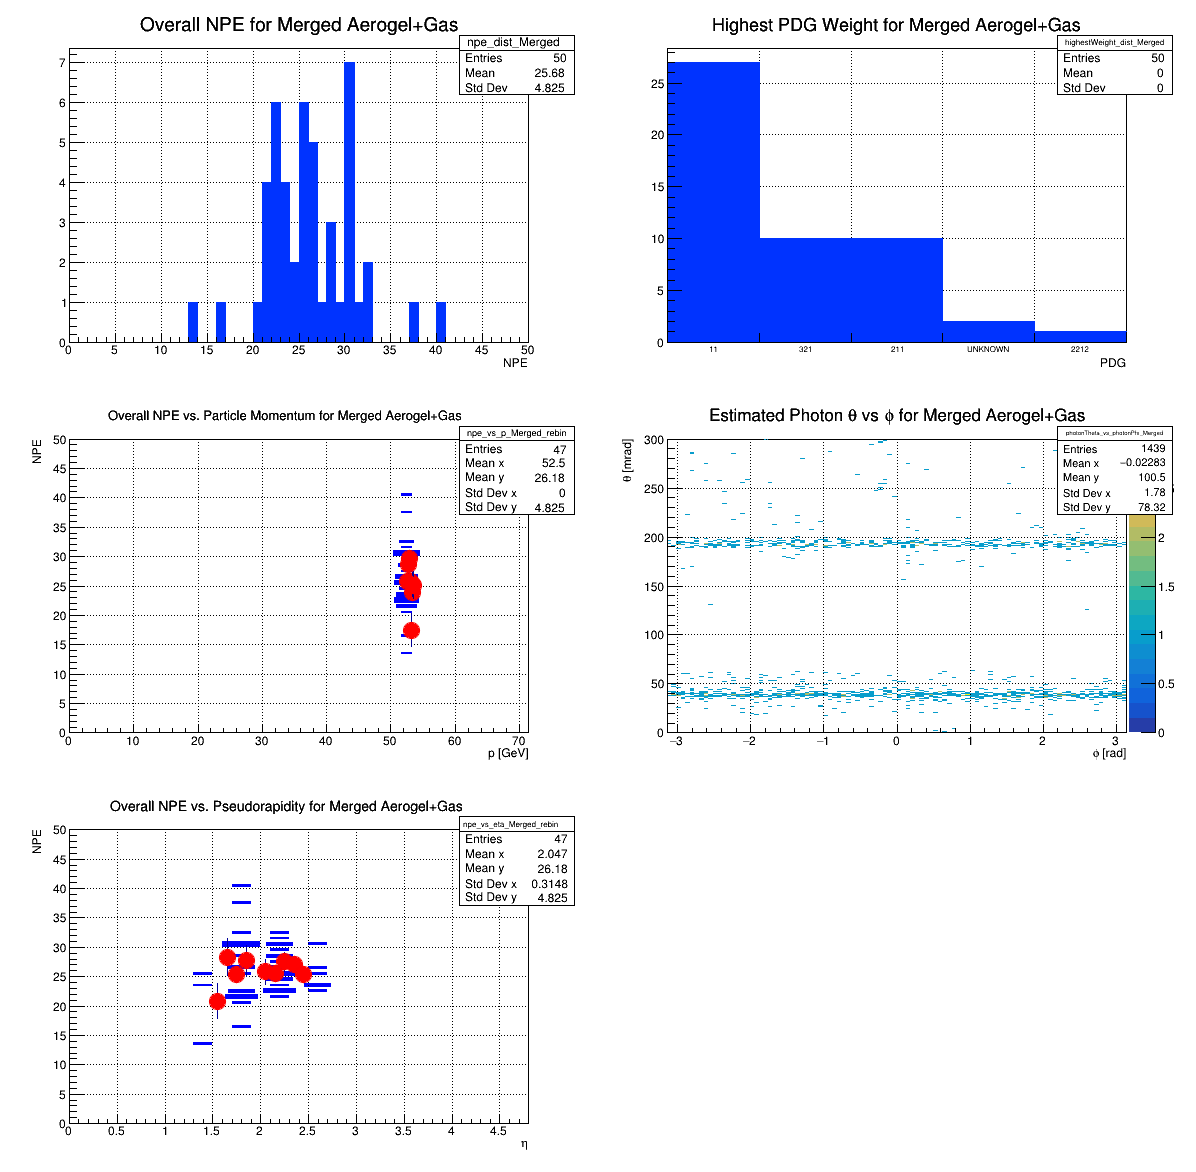 Overall NPE for Merged Aerogel+Gas
npe_dist_Merged
Entries 50
Mean 25.68
Std Dev 4.825
7
6
5
4
3
2
1
0
0 5 10 15 20 25 30 35 40 45 50
NPE
Highest PDG Weight for Merged Aerogel+Gas
highestWeight_dist_Merged
Entries 50
Mean 0
Std Dev 0
25
20
15
10
5
0
11 321 211 UNKNOWN 2212
PDG
Overall NPE vs. Particle Momentum for Merged Aerogel+Gas
npe_vs_p_Merged_rebin
Entries 47
Mean x 52.5
Mean y 26.18
Std Dev x 0
Std Dev y 4.825
NPE
50
45
40
35
30
25
20
15
10
5
0
0 10 20 30 40 50 60 70
p [GeV]
Estimated Photon θ vs ϕ for Merged Aerogel+Gas
photonTheta_vs_photonPhi_Merged
Entries 1439
Mean x −0.02283
Mean y 100.5
Std Dev x 1.78
Std Dev y 78.32
θ [mrad]
300
250
200
150
100
50
0
−3 −2 −1 0 1 2 3
ϕ [rad]
2
1.5
1
0.5
0
Overall NPE vs. Pseudorapidity for Merged Aerogel+Gas
npe_vs_eta_Merged_rebin
Entries 47
Mean x 2.047
Mean y 26.18
Std Dev x 0.3148
Std Dev y 4.825
NPE
50
45
40
35
30
25
20
15
10
5
0
0 0.5 1 1.5 2 2.5 3 3.5 4 4.5
η